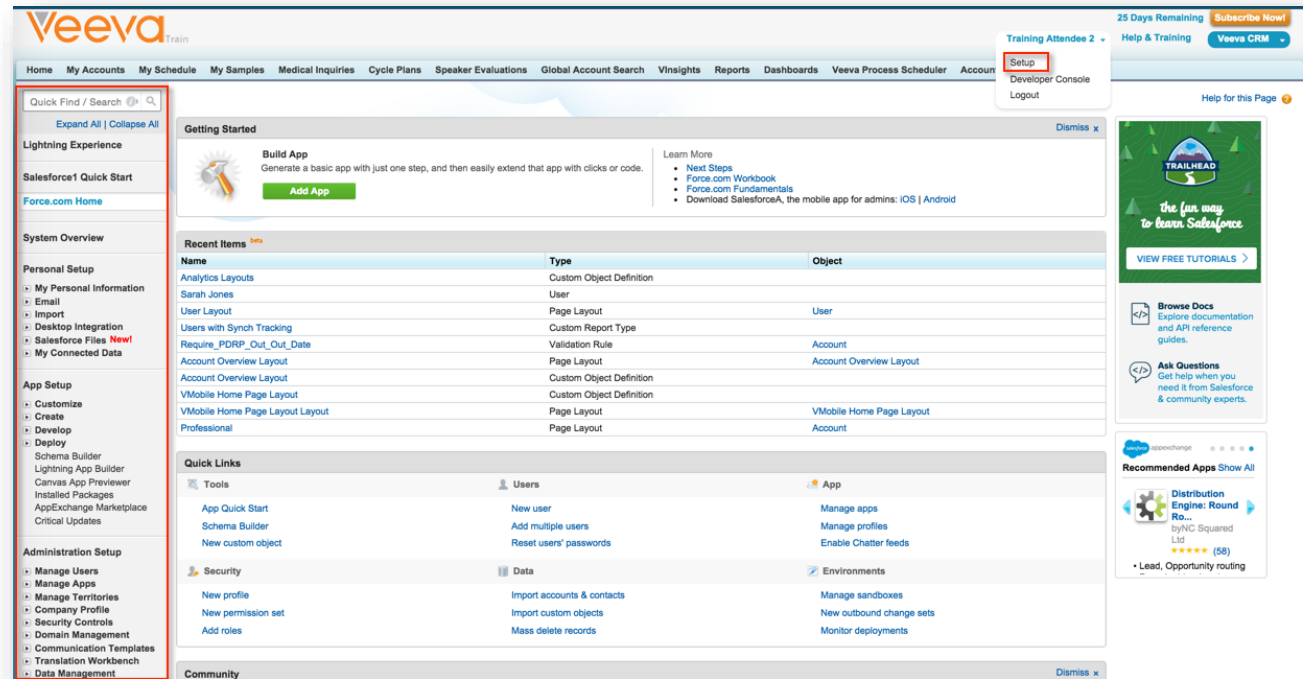 25 Days Remaining Subscribe Now!
Veeva Train
Training Attendee 2 Help & Training Veeva CRM
Home My Accounts My Schedule My Samples Medical Inquiries Cycle Plans Speaker Evaluations Global Account Search VInsights Reports Dashboards Veeva Process Scheduler Accoun
Setup
Developer Console
Logout
Help for this Page
Quick Find / Search
Expand All | Collapse All
Lightning Experience
Salesforce1 Quick Start
Force.com Home
System Overview
Personal Setup
My Personal Information
Email
Import
Desktop Integration
Salesforce Files New!
My Connected Data
App Setup
Customize
Create
Develop
Deploy
Schema Builder
Lightning App Builder
Canvas App Previewer
Installed Packages
AppExchange Marketplace
Critical Updates
Administration Setup
Manage Users
Manage Apps
Manage Territories
Company Profile
Security Controls
Domain Management
Communication Templates
Translation Workbench
Data Management
Getting Started Dismiss x
Build App
Generate a basic app with just one step, and then easily extend that app with clicks or code.
Add App
Learn More
• Next Steps
• Force.com Workbook
• Force.com Fundamentals
• Download SalesforceA, the mobile app for admins: iOS | Android
Recent Items beta
Name Type Object
Analytics Layouts Custom Object Definition
Sarah Jones User
User Layout Page Layout User
Users with Synch Tracking Custom Report Type
Require_PDRP_Out_Out_Date Validation Rule Account
Account Overview Layout Page Layout Account Overview Layout
Account Overview Layout Custom Object Definition
VMobile Home Page Layout Custom Object Definition
VMobile Home Page Layout Layout Page Layout VMobile Home Page Layout
Professional Page Layout Account
Quick Links
Tools Users App
App Quick Start New user Manage apps
Schema Builder Add multiple users Manage profiles
New custom object Reset users' passwords Enable Chatter feeds
Security Data Environments
New profile Import accounts & contacts Manage sandboxes
New permission set Import custom objects New outbound change sets
Add roles Mass delete records Monitor deployments
Community Dismiss x
TRAILHEAD
the fun way
to learn Salesforce
VIEW FREE TUTORIALS
Browse Docs
Explore documentation
and API reference
guides.
Ask Questions
Get help when you
need it from Salesforce
& community experts.
salesforce appexchange
Recommended Apps Show All
Distribution
Engine: Round
Ro...
byNC Squared
Ltd
(58)
• Lead, Opportunity routing